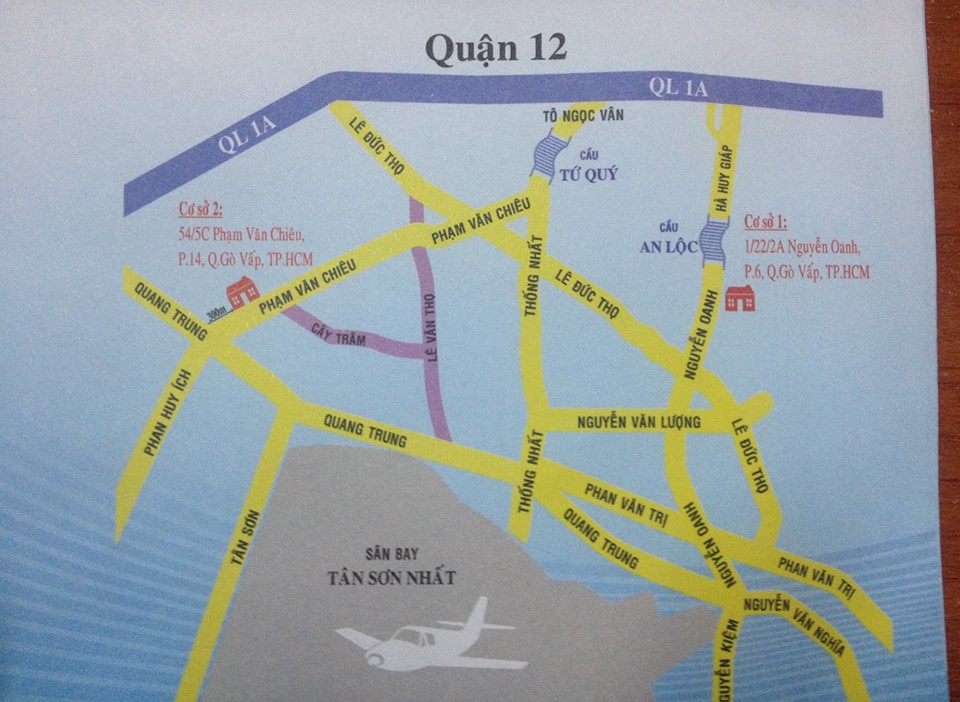 Quận 12
QL 1A
QL 1A
TÔ NGỌC VÂN
LÊ ĐỨC THỌ
CẦU
TỨ QUÝ
HÀ HUY GIÁP
Cơ sở 2:
54/5C Phạm Văn Chiêu,
P.14, Q.Gò Vấp, TP.HCM
PHẠM VĂN CHIÊU
CẦU
AN LỘC
Cơ sở 1:
1/22/2A Nguyễn Oanh,
P.6, Q.Gò Vấp, TP.HCM
QUANG TRUNG
300m
PHẠM VĂN CHIÊU
CÂY TRÂM
LÊ VĂN THỌ
THỐNG NHẤT
LÊ ĐỨC THỌ
NGUYỄN OANH
PHAN HUY ÍCH
QUANG TRUNG
NGUYỄN VĂN LƯỢNG
LÊ ĐỨC THỌ
THỐNG NHẤT
PHAN VĂN TRỊ
TÂN SƠN
SÂN BAY
TÂN SƠN NHẤT
QUANG TRUNG
NGUYỄN OANH
PHAN VĂN TRỊ
NGUYỄN VĂN NGHĨA
UYỄN KIỆM